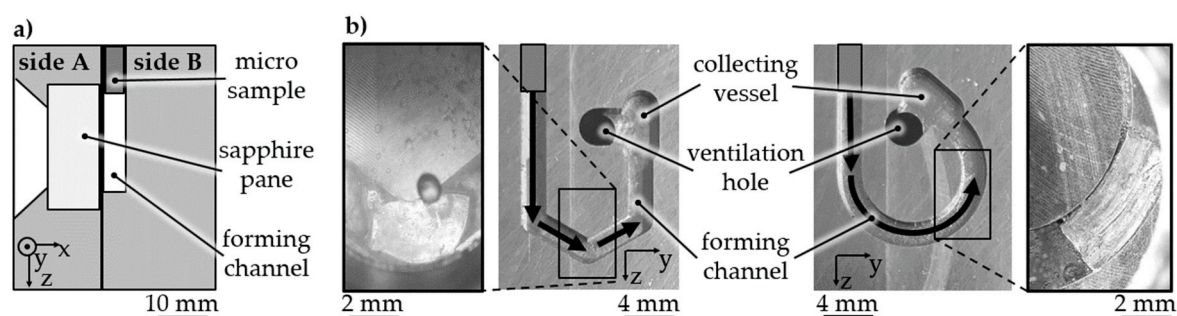 a)
side A
side B
micro
sample
sapphire
pane
forming
channel
x
y
z
10 mm
b)
2 mm
y
z
4 mm
collecting
vessel
ventilation
hole
forming
channel
y
z
4 mm
2 mm